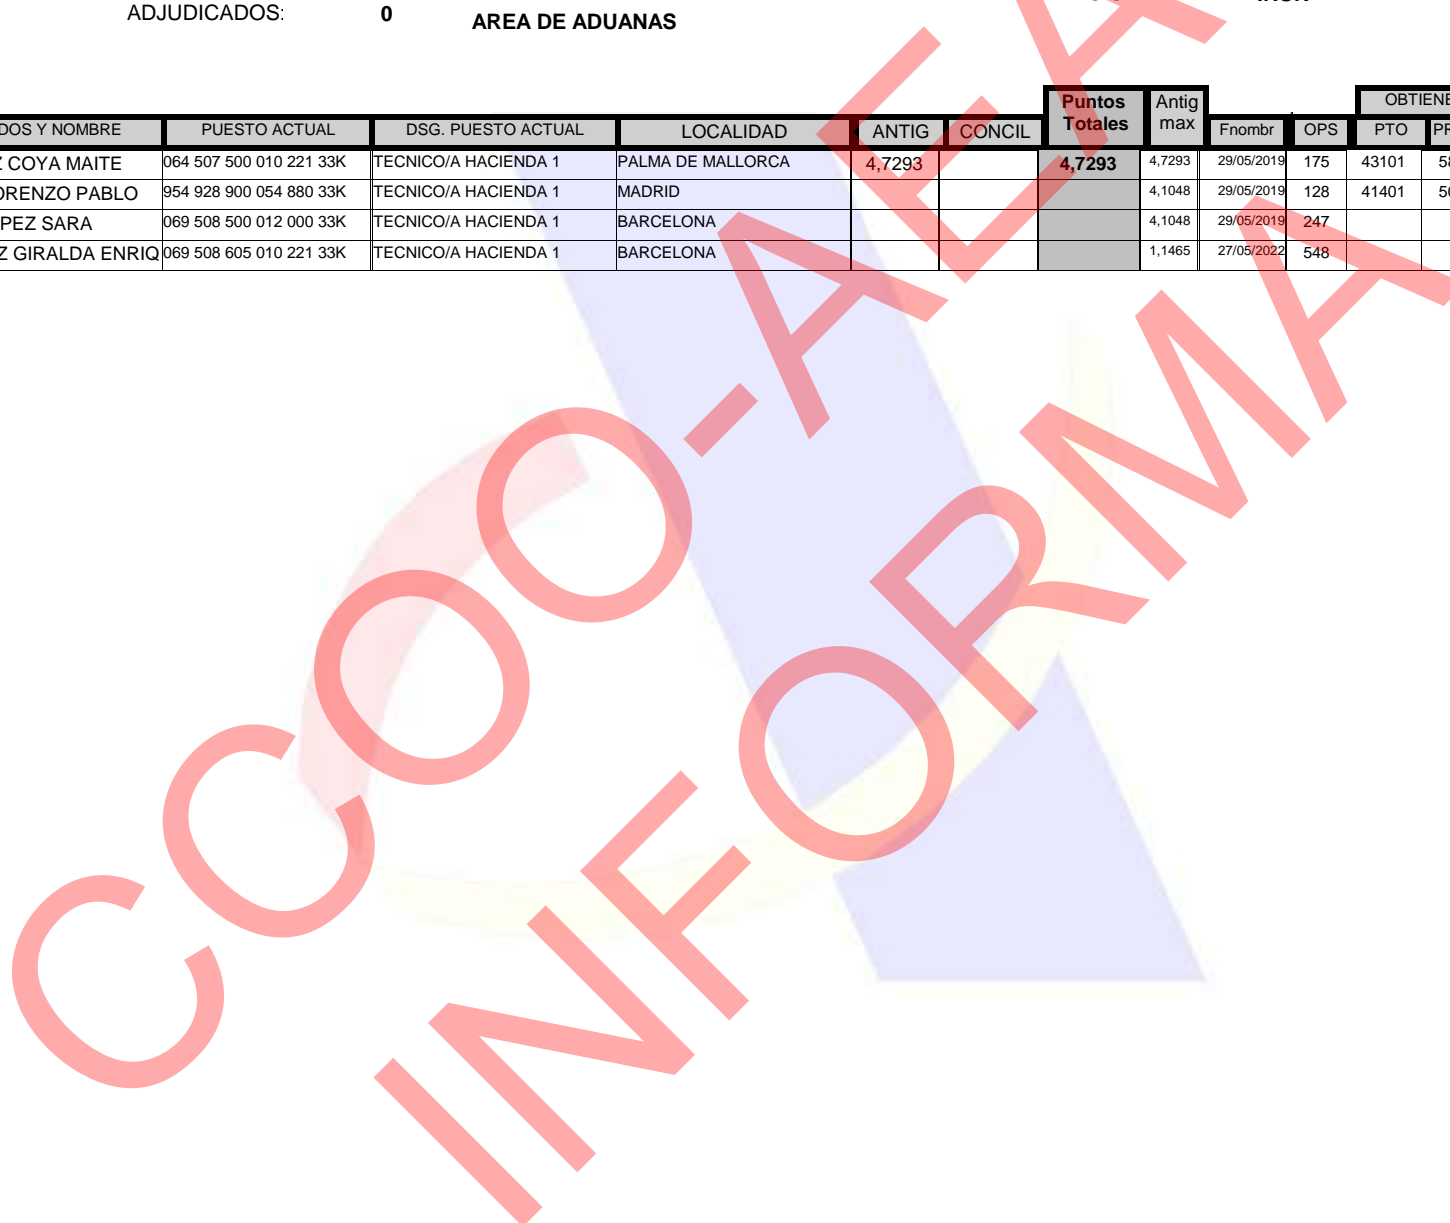 ADJUDICADOS: 0 AREA DE ADUANAS
Puntos Totales Antig max OBTIENE
DOS Y NOMBRE PUESTO ACTUAL DSG. PUESTO ACTUAL LOCALIDAD ANTIG CONCIL Fnombr OPS PTO PR
Z COYA MAITE 064 507 500 010 221 33K TECNICO/A HACIENDA 1 PALMA DE MALLORCA 4,7293 4,7293 4,7293 29/05/2019 175 43101 58
ORENZO PABLO 954 928 900 054 880 33K TECNICO/A HACIENDA 1 MADRID 4,1048 29/05/2019 128 41401
PEZ SARA 069 508 500 012 000 33K TECNICO/A HACIENDA 1 BARCELONA 4,1048 29/05/2019 247
Z GIRALDA ENRIQ 069 508 605 010 221 33K TECNICO/A HACIENDA 1 BARCELONA 1,1465 27/05/2022 548
CCOO-AEA
INFORMA